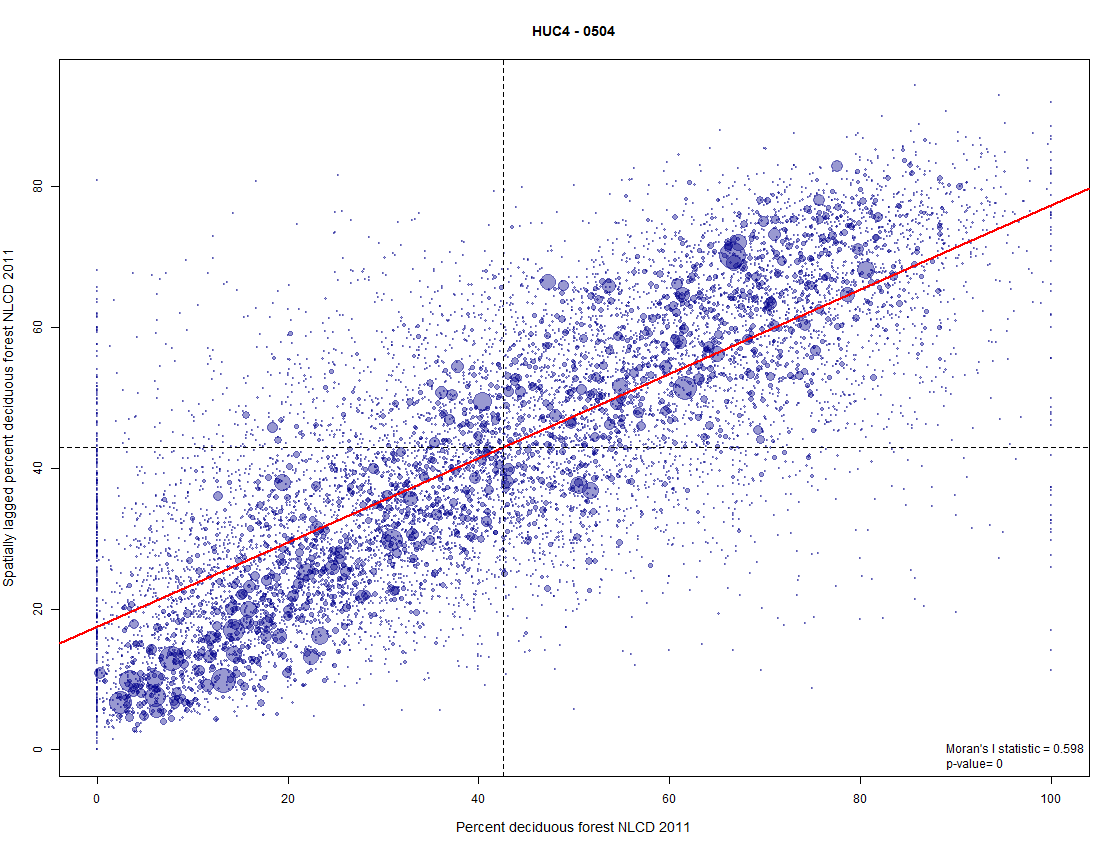 HUC4 - 0504
Spatially lagged percent deciduous forest NLCD 2011
80
60
40
20
0
Moran's I statistic = 0.598
p-value= 0
0 20 40 60 80 100
Percent deciduous forest NLCD 2011